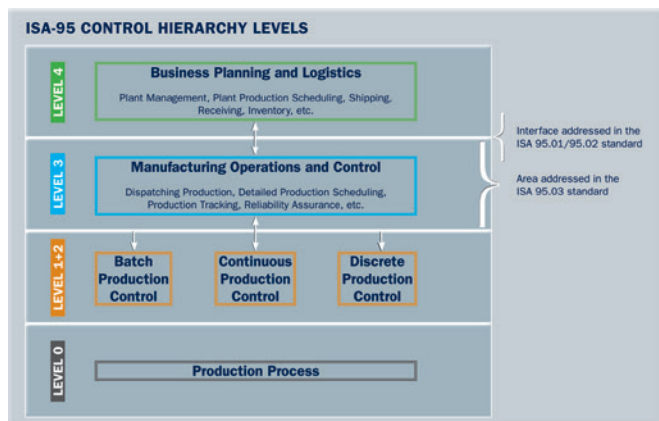 ISA-95 CONTROL HIERARCHY LEVELS
LEVEL 4
Business Planning and Logistics
Plant Management, Plant Production Scheduling, Shipping,
Receiving, Inventory, etc.
Interface addressed in the
ISA 95.01/95.02 standard
LEVEL 3
Manufacturing Operations and Control
Dispatching Production, Detailed Production Scheduling,
Production Tracking, Reliability Assurance, etc.
Area addressed in the
ISA 95.03 standard
LEVEL 1+2
Batch
Production
Control
Continuous
Production
Control
Discrete
Production
Control
LEVEL 0
Production Process